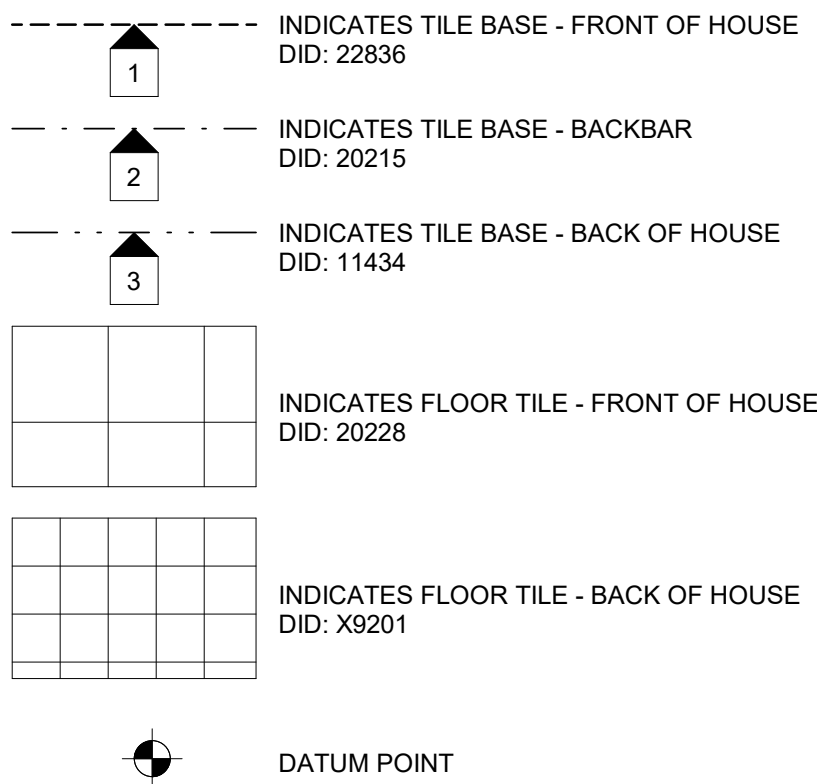 INDICATES TILE BASE - FRONT OF HOUSE
DID: 22836
1
INDICATES TILE BASE - BACKBAR
DID: 20215
2
INDICATES TILE BASE - BACK OF HOUSE
DID: 11434
3
INDICATES FLOOR TILE - FRONT OF HOUSE
DID: 20228
INDICATES FLOOR TILE - BACK OF HOUSE
DID: X9201
DATUM POINT